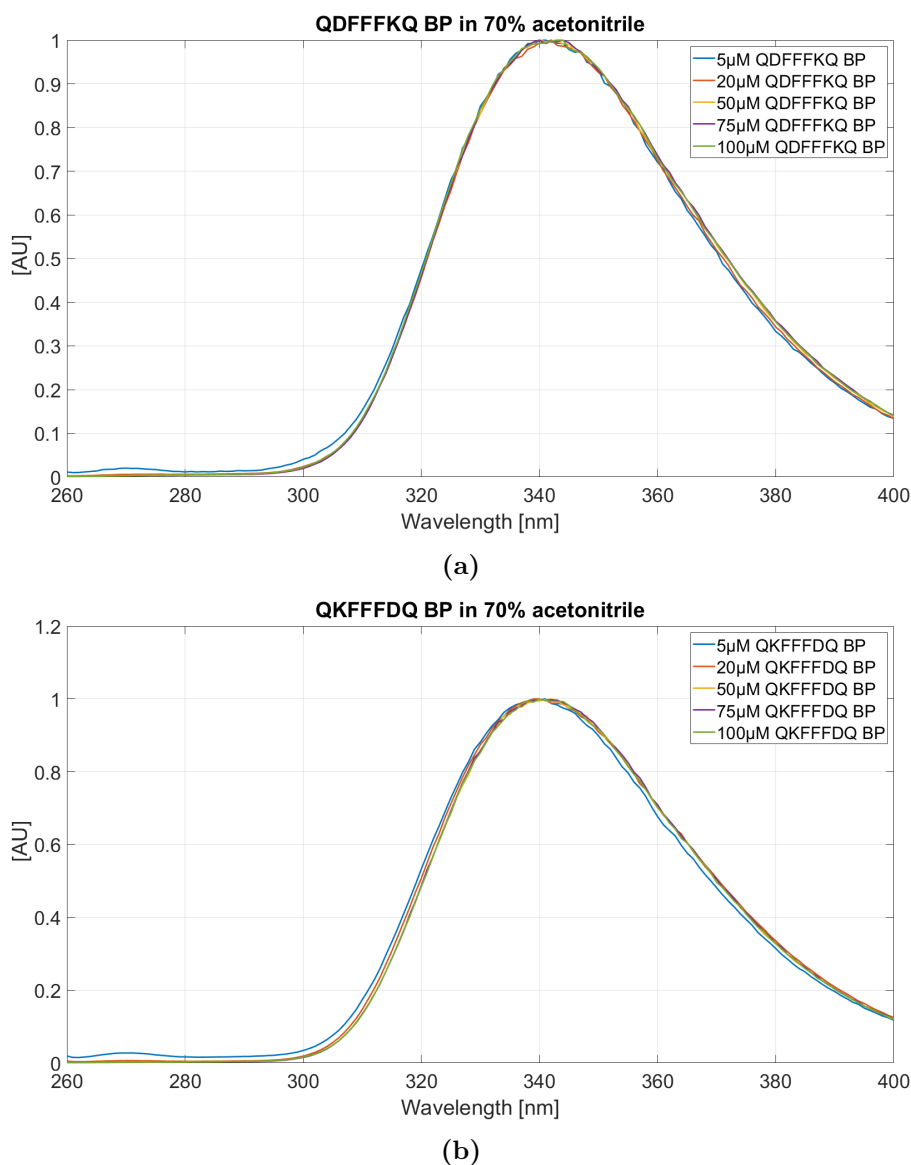 QDFFFKQ BP in 70% acetonitrile
1
0.9
0.8
0.7
0.6
0.5
0.4
0.3
0.2
0.1
0
[AU]
5μM QDFFFKQ BP
20μM QDFFFKQ BP
50μM QDFFFKQ BP
75μM QDFFFKQ BP
100μM QDFFFKQ BP
260 280 300 320 340 360 380 400
Wavelength [nm]
(a)
QKFFFDQ BP in 70% acetonitrile
1.2
1
0.8
0.6
0.4
0.2
0
[AU]
5μM QKFFFDQ BP
20μM QKFFFDQ BP
50μM QKFFFDQ BP
75μM QKFFFDQ BP
100μM QKFFFDQ BP
260 280 300 320 340 360 380 400
Wavelength [nm]
(b)